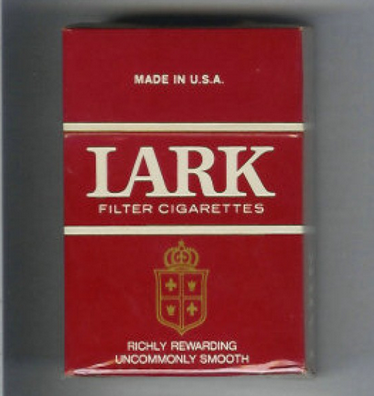 MADE IN U.S.A.
LARK
FILTER CIGARETTES
RICHLY REWARDING
UNCOMMONLY SMOOTH